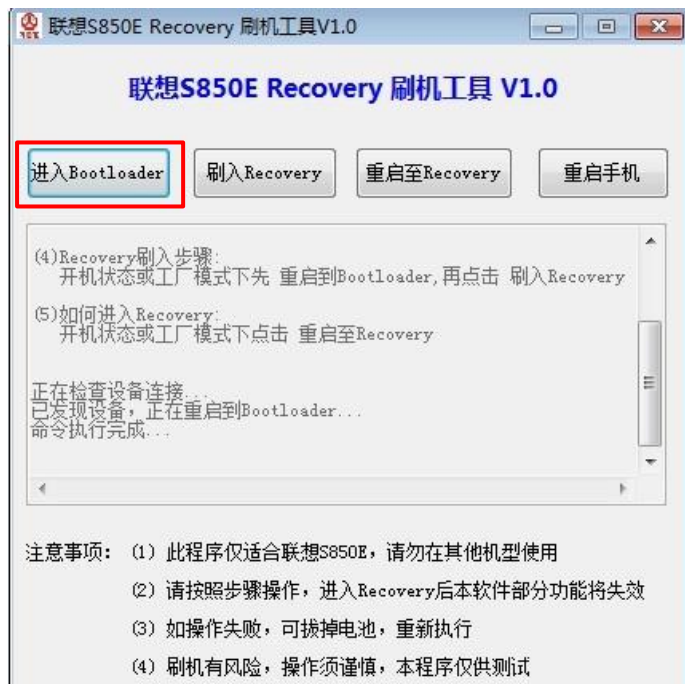 联想S850E Recovery 刷机工具V1.0
联想S850E Recovery 刷机工具 V1.0
进入Bootloader
刷入Recovery
重启至Recovery
重启手机
(4)Recovery刷入步骤:
开机状态或工厂模式下先 重启到Bootloader,再点击 刷入Recovery
(5)如何进入Recovery:
开机状态或工厂模式下点击 重启至Recovery
正在检查设备连接...
已发现设备，正在重启到Bootloader...
命令执行完成...
注意事项： (1) 此程序仅适合联想S850E，请勿在其他机型使用
(2) 请按照步骤操作，进入Recovery后本软件部分功能将失效
(3) 如操作失败，可拔掉电池，重新执行
(4) 刷机有风险，操作须谨慎，本程序仅供测试